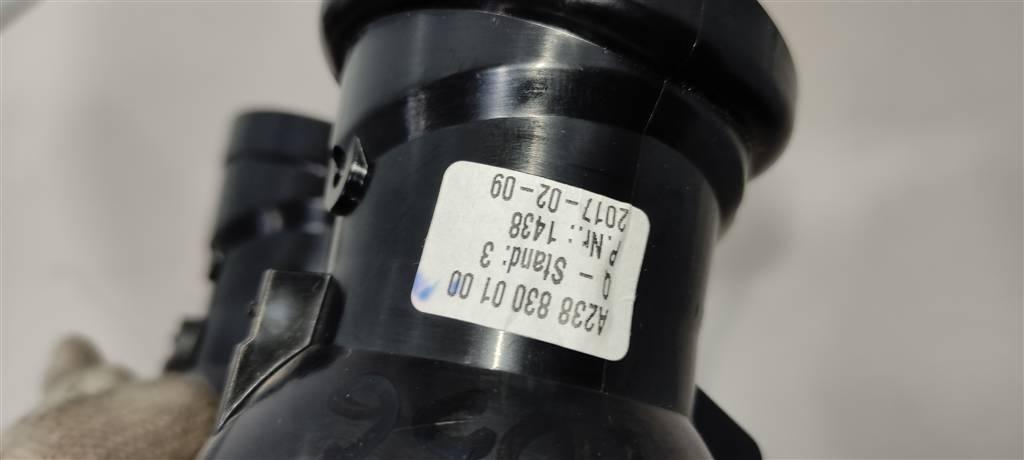 A238 830 01 00
Q - Stand: 3
P.Nr.: 1438
2017-02-09